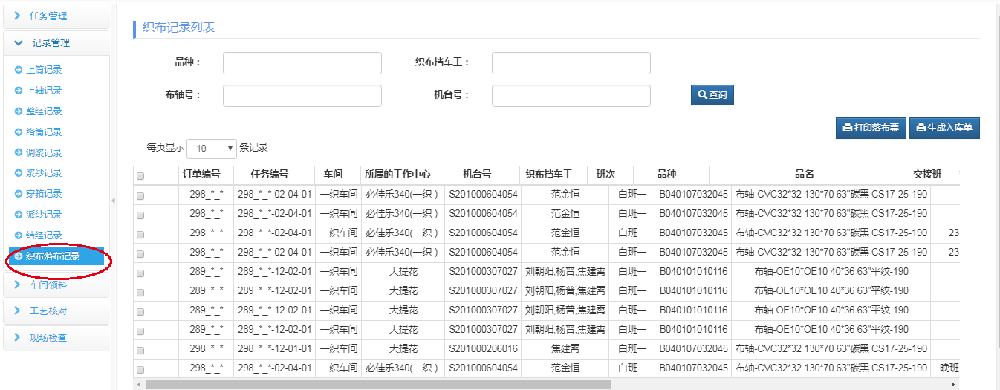 任务管理
记录管理
上筒记录
上轴记录
整经记录
络筒记录
调浆记录
浆纱记录
穿箱记录
派纱记录
结经记录
织布落布记录
车间领料
工艺核对
现场检查
织布记录列表
品种： 织布挡车工：
布轴号： 机台号： 查询
打印落布票 生成入库单
每页显示 10 条记录
订单编号 任务编号 车间 所属的工作中心 机台号 织布挡车工 班次 品种 品名 交接班
298_*_* 298_*_*-02-04-01 一织车间 必佳乐340(一织 ) S201000604054 范金恒 白班一 B040107032045 布轴-CVC32*32 130*70 63"碳黑 CS17-25-190
298_*_* 298_*_*-02-04-01 一织车间 必佳乐340(一织 ) S201000604054 范金恒 白班一 B040107032045 布轴-CVC32*32 130*70 63"碳黑 CS17-25-190
298_*_* 298_*_*-02-04-01 一织车间 必佳乐340(一织 ) S201000604054 范金恒 白班一 B040107032045 布轴-CVC32*32 130*70 63"碳黑 CS17-25-190 23
298_*_* 298_*_*-02-04-01 一织车间 必佳乐340(一织 ) S201000604054 范金恒 白班一 B040107032045 布轴-CVC32*32 130*70 63"碳黑 CS17-25-190 23
289_*_* 289_*_*-12-02-01 一织车间 大提花 S201000307027 刘朝阳,杨普,焦建霄 白班一 B040101010116 布轴-OE10*OE10 40*36 63"平纹-190
289_*_* 289_*_*-12-02-01 一织车间 大提花 S201000307027 刘朝阳,杨普,焦建霄 白班一 B040101010116 布轴-OE10*OE10 40*36 63"平纹-190
289_*_* 289_*_*-12-02-01 一织车间 大提花 S201000307027 刘朝阳,杨普,焦建霄 白班一 B040101010116 布轴-OE10*OE10 40*36 63"平纹-190
289_*_* 289_*_*-12-02-01 一织车间 大提花 S201000307027 刘朝阳,杨普,焦建霄 白班一 B040101010116 布轴-OE10*OE10 40*36 63"平纹-190
298_*_* 298_*_*-12-01-01 一织车间 大提花 S201000206016 焦建霄 白班一 B040107032045 布轴-CVC32*32 130*70 63"碳黑 CS17-25-190
298_*_* 298_*_*-02-04-01 一织车间 必佳乐340(一织 ) S201000604054 范金恒 白班一 B040107032045 布轴-CVC32*32 130*70 63"碳黑 CS17-25-190 晚班